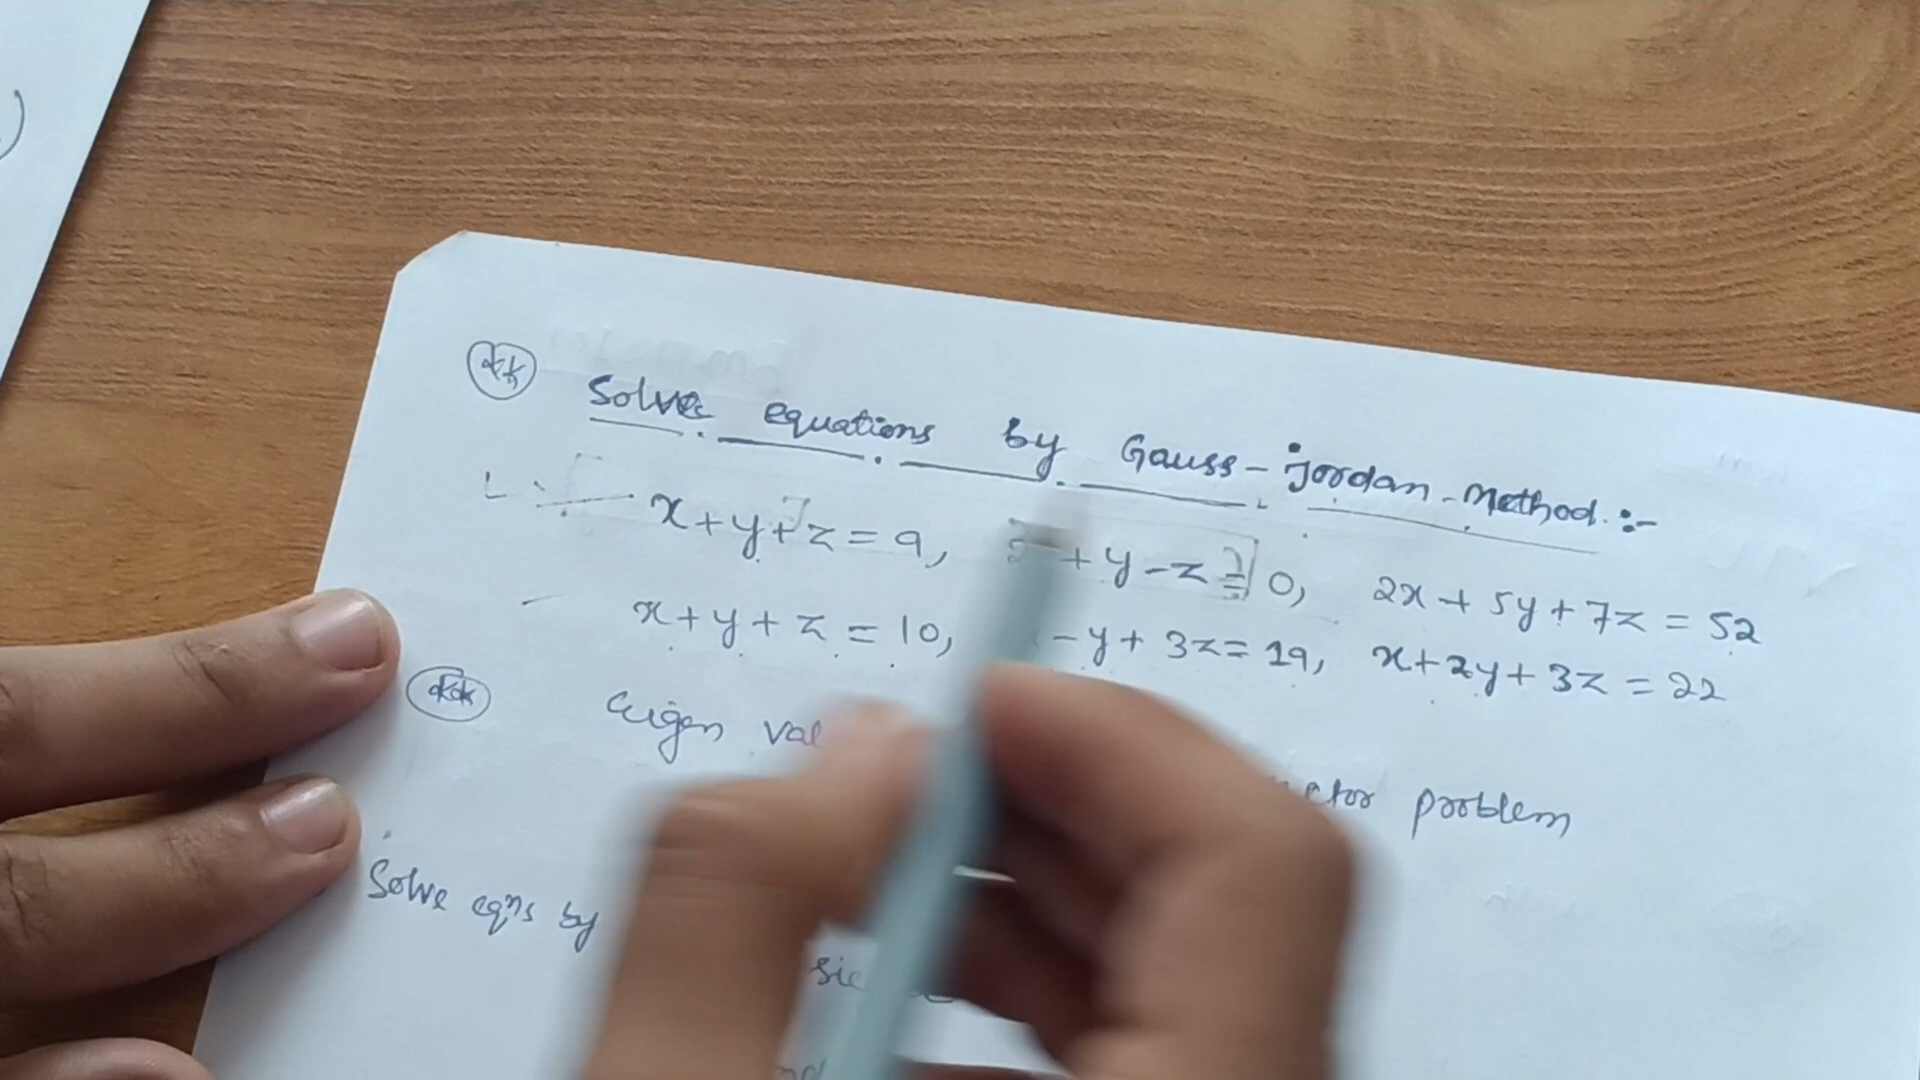 Solve equations by Gauss-Jordan-Method :-
x+y+z=9, + y - z = 0, 2x + 5y + 7z = 52
x+y+z = 10, - y + 3z = 19, x+2y+3z = 22
Eigen problem
Solve eqns by